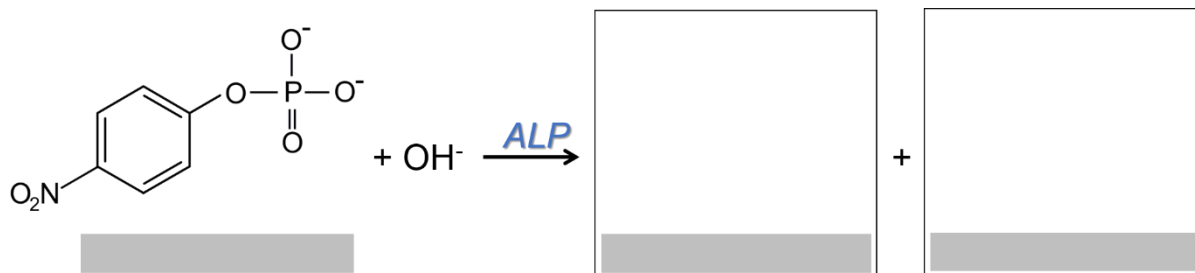 O⁻
O P O⁻
O
O₂N
+ OH⁻
ALP
+